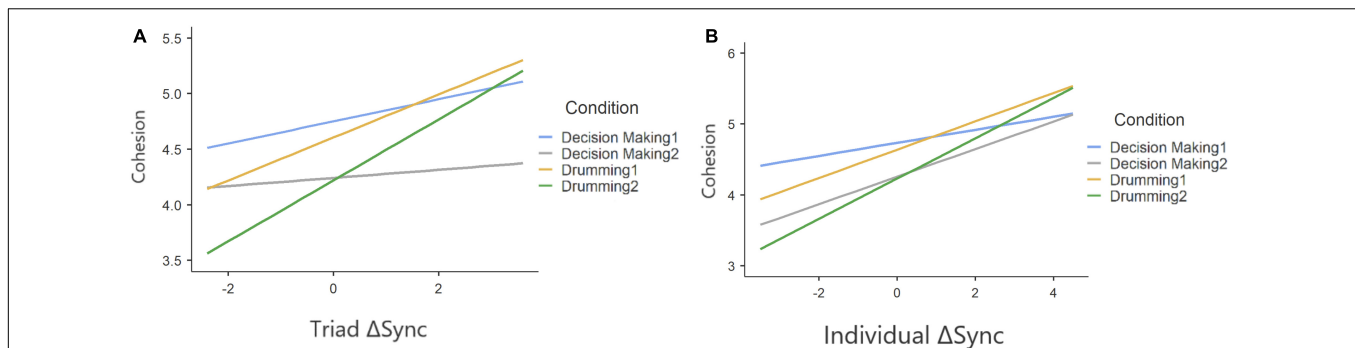 A
5.5
5.0
4.5
4.0
3.5
Cohesion
-2
0
2
Triad ΔSync
Condition
Decision Making1
Decision Making2
Drumming1
Drumming2
B
6
5
4
3
Cohesion
-2
0
2
4
Individual ΔSync
Condition
Decision Making1
Decision Making2
Drumming1
Drumming2